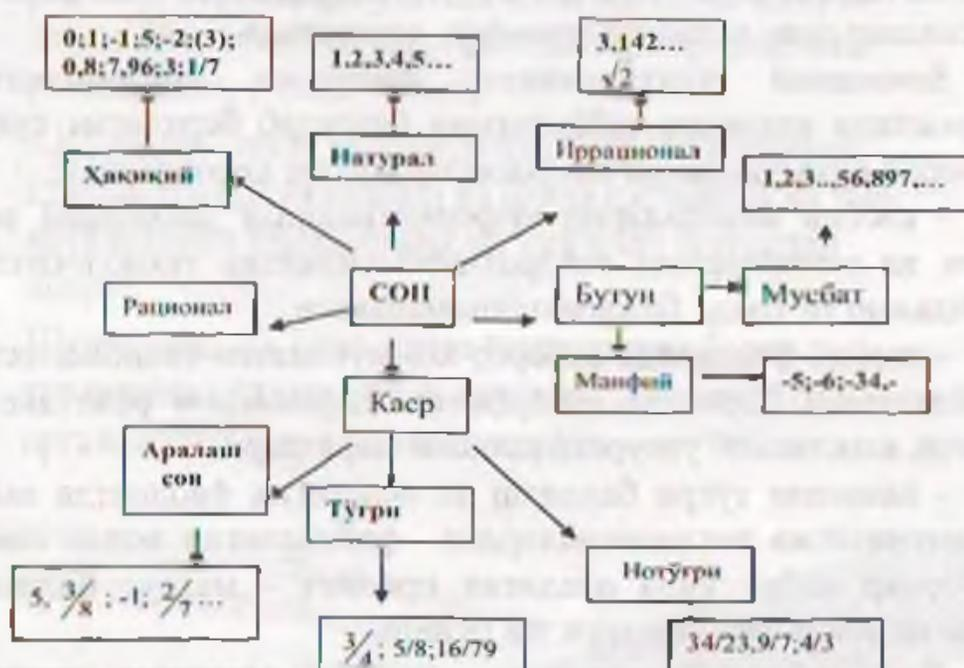 0;1;-1;5;-2;(3);
0,8;7,96;3;1/7
1,2,3,4,5...
3,142...
√2
Ҳақиқий
Натурал
Иррационал
1,2,3...,56,897,...
Рационал
СОН
Бутун
Мусбат
Манфий
-5;-6;-34,-
Каср
Аралаш
сон
Тўғри
Нотўғри
5, 3/8 ; -1; 2/7 ...
3/4; 5/8;16/79
34/23,9/7;4/3